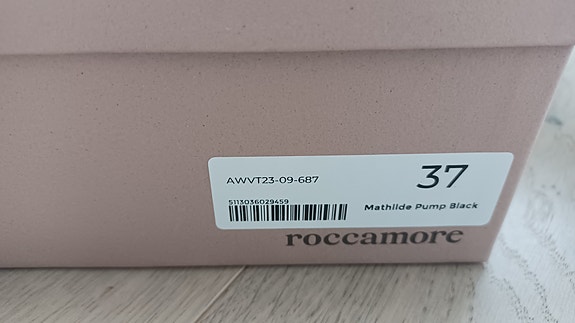 AWVT23-09-687
37
5113036029459
Mathilde Pump Black
roccamore